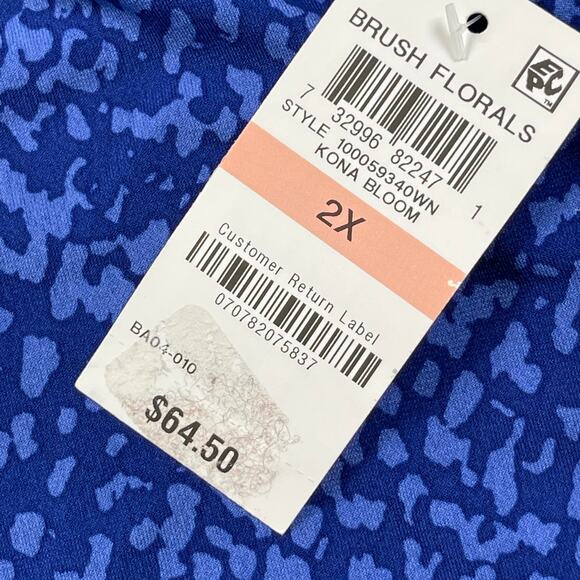 BRUSH FLORALS
7 32996 82247 1
STYLE 100059340WN
KONA BLOOM
2X
Customer Return Label
070782075837
BA04-010
$64.50